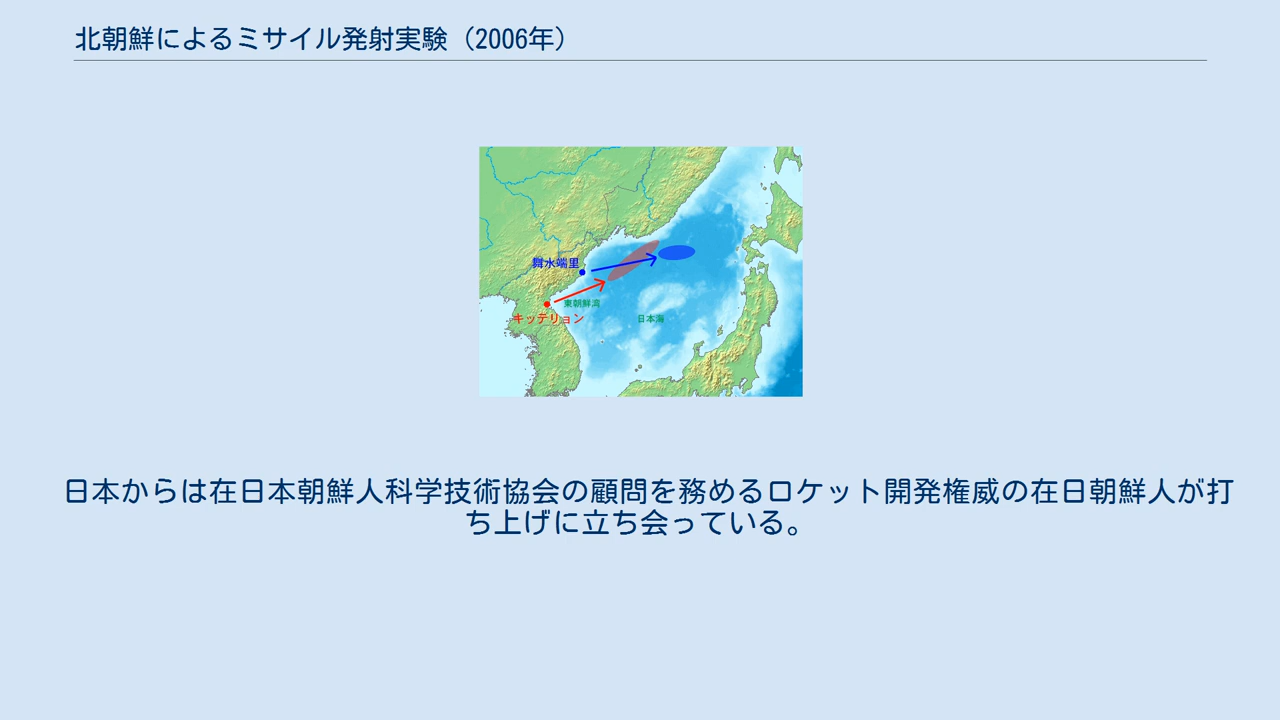 北朝鮮によるミサイル発射実験（2006年）
舞水端里
東朝鮮湾
キッテリョン
日本海
日本からは在日本朝鮮人科学技術協会の顧問を務めるロケット開発権威の在日朝鮮人が打
ち上げに立ち会っている。